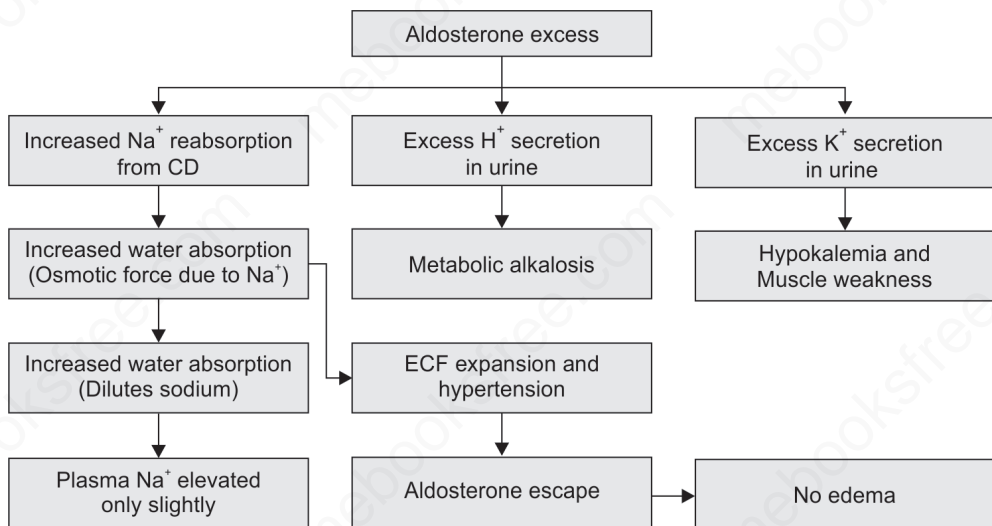 Aldosterone excess
Increased Na⁺ reabsorption
from CD
Excess H⁺ secretion
in urine
Excess K⁺ secretion
in urine
Increased water absorption
(Osmotic force due to Na⁺)
Metabolic alkalosis
Hypokalemia and
Muscle weakness
Increased water absorption
(Dilutes sodium)
ECF expansion and
hypertension
Plasma Na⁺ elevated
only slightly
Aldosterone escape
No edema